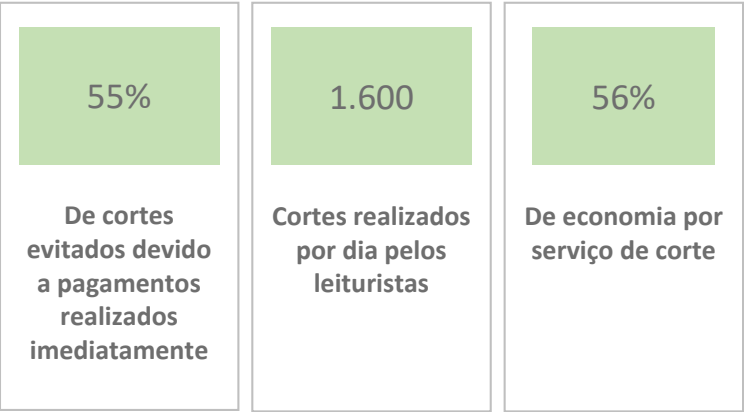 55%
De cortes
evitados devido
a pagamentos
realizados
imediatamente
1.600
Cortes realizados
por dia pelos
leituristas
56%
De economia por
serviço de corte